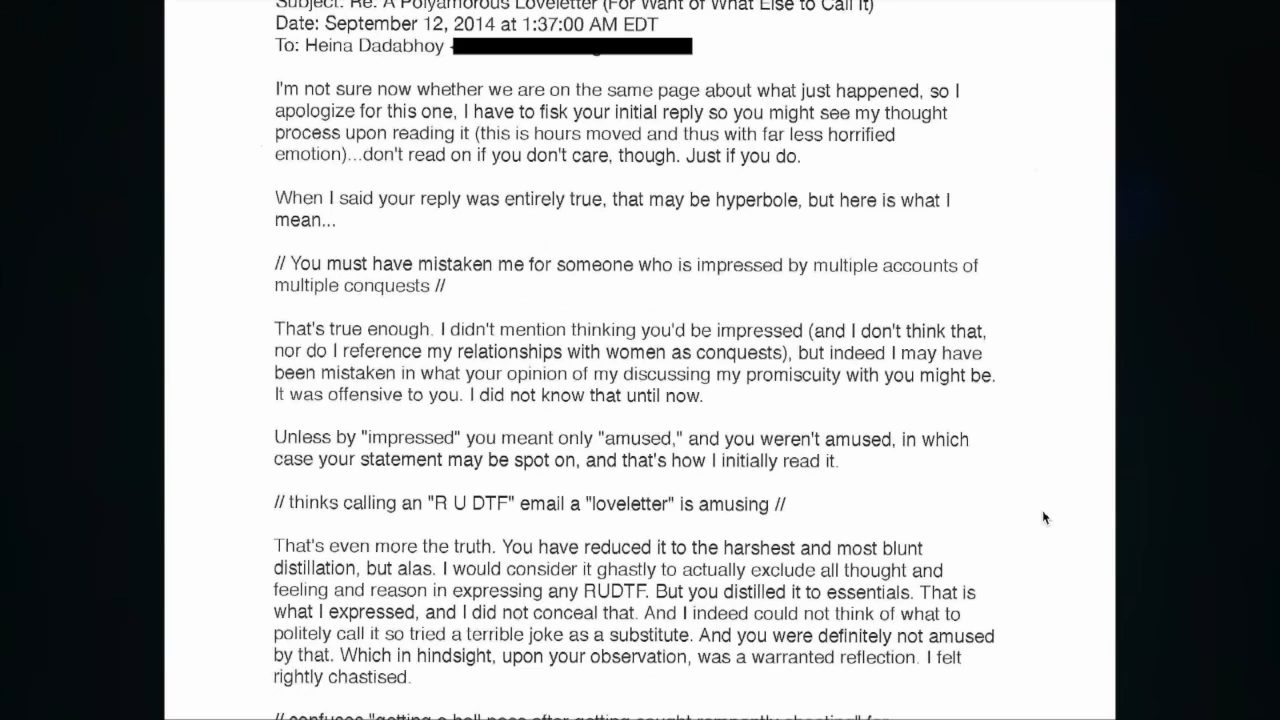 Subject: Re: A Polyamorous Loveletter (For Want of What Else to Call It)
Date: September 12, 2014 at 1:37:00 AM EDT
To: Heina Dadabhoy
I'm not sure now whether we are on the same page about what just happened, so I
apologize for this one, I have to fisk your initial reply so you might see my thought
process upon reading it (this is hours moved and thus with far less horrified
emotion)...don't read on if you don't care, though. Just if you do.
When I said your reply was entirely true, that may be hyperbole, but here is what I
mean...
// You must have mistaken me for someone who is impressed by multiple accounts of
multiple conquests //
That's true enough. I didn't mention thinking you'd be impressed (and I don't think that,
nor do I reference my relationships with women as conquests), but indeed I may have
been mistaken in what your opinion of my discussing my promiscuity with you might be.
It was offensive to you. I did not know that until now.
Unless by "impressed" you meant only "amused," and you weren't amused, in which
case your statement may be spot on, and that's how I initially read it.
// thinks calling an "R U DTF" email a "loveletter" is amusing //
That's even more the truth. You have reduced it to the harshest and most blunt
distillation, but alas. I would consider it ghastly to actually exclude all thought and
feeling and reason in expressing any RUDTF. But you distilled it to essentials. That is
what I expressed, and I did not conceal that. And I indeed could not think of what to
politely call it so tried a terrible joke as a substitute. And you were definitely not amused
by that. Which in hindsight, upon your observation, was a warranted reflection. I felt
rightly chastised.